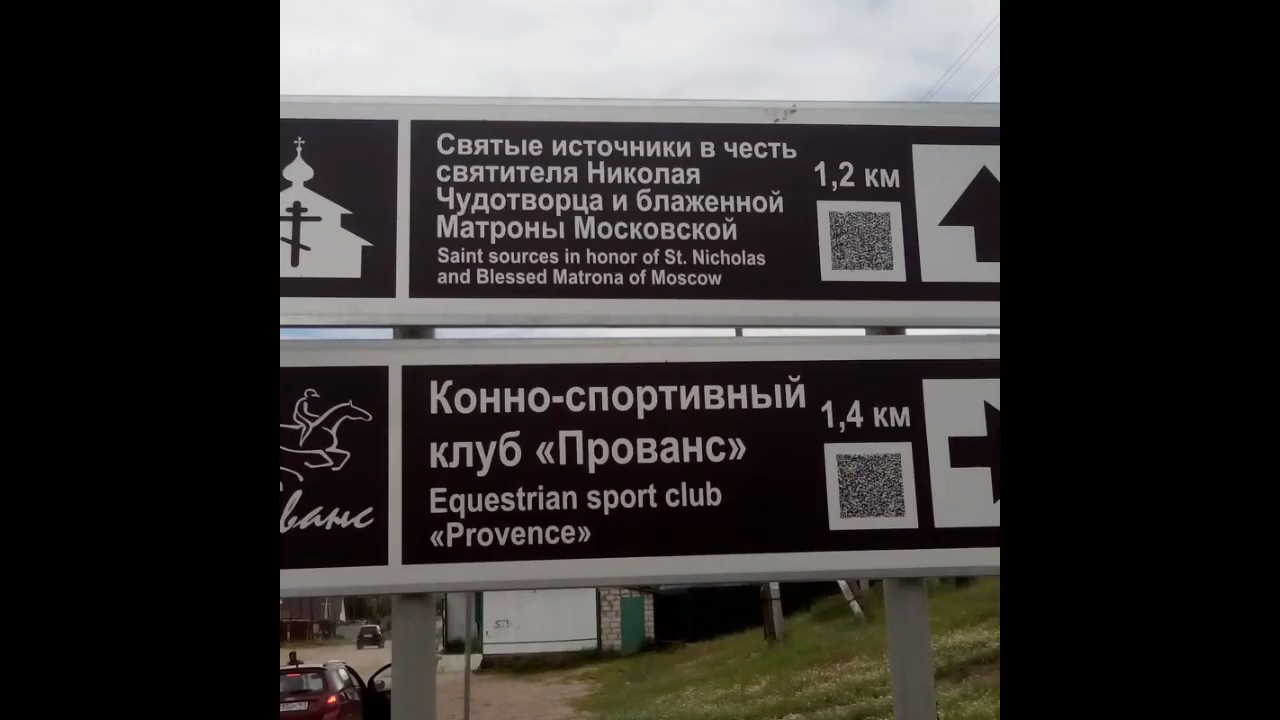 Святые источники в честь
святителя Николая
Чудотворца и блаженной
Матроны Московской
Saint sources in honor of St. Nicholas
and Blessed Matrona of Moscow
1,2 км
Конно-спортивный
клуб «Прованс»
Equestrian sport club
«Provence»
1,4 км
ванс